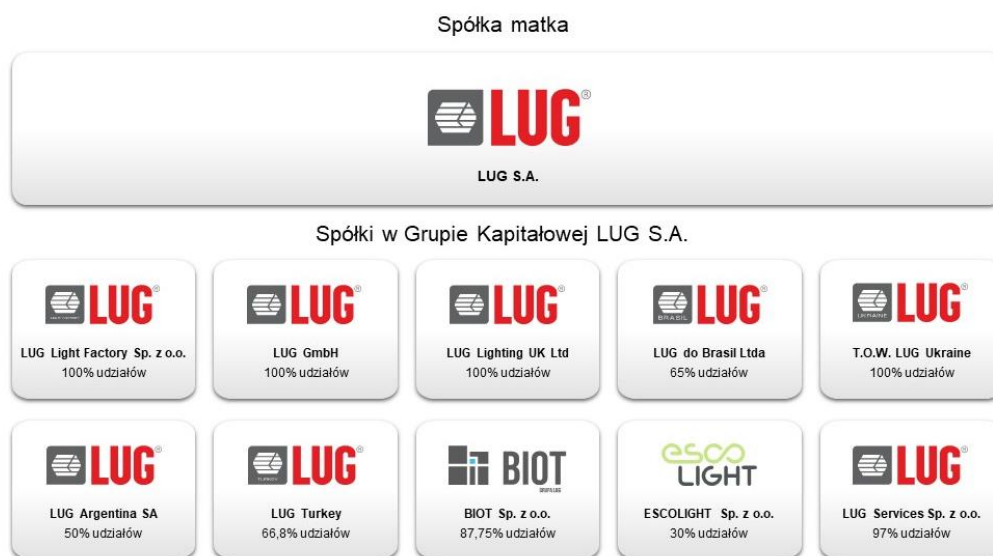 Spółka matka
LUG®
LUG S.A.
Spółki w Grupie Kapitałowej LUG S.A.
LUG® LUG® LUG® BRASIL LUG® UKRAINE LUG®
LUG Light Factory Sp. z o.o. LUG GmbH LUG Lighting UK Ltd LUG do Brasil Ltda T.O.W. LUG Ukraine
100% udziałów 100% udziałów 100% udziałów 65% udziałów 100% udziałów
LUG® TURKEY LUG® BIOT esco LIGHT LUG®
LUG Argentina SA LUG Turkey BIOT Sp. z o.o. ESCOLIGHT Sp. z o.o. LUG Services Sp. z o.o.
50% udziałów 66,8% udziałów 87,75% udziałów 30% udziałów 97% udziałów